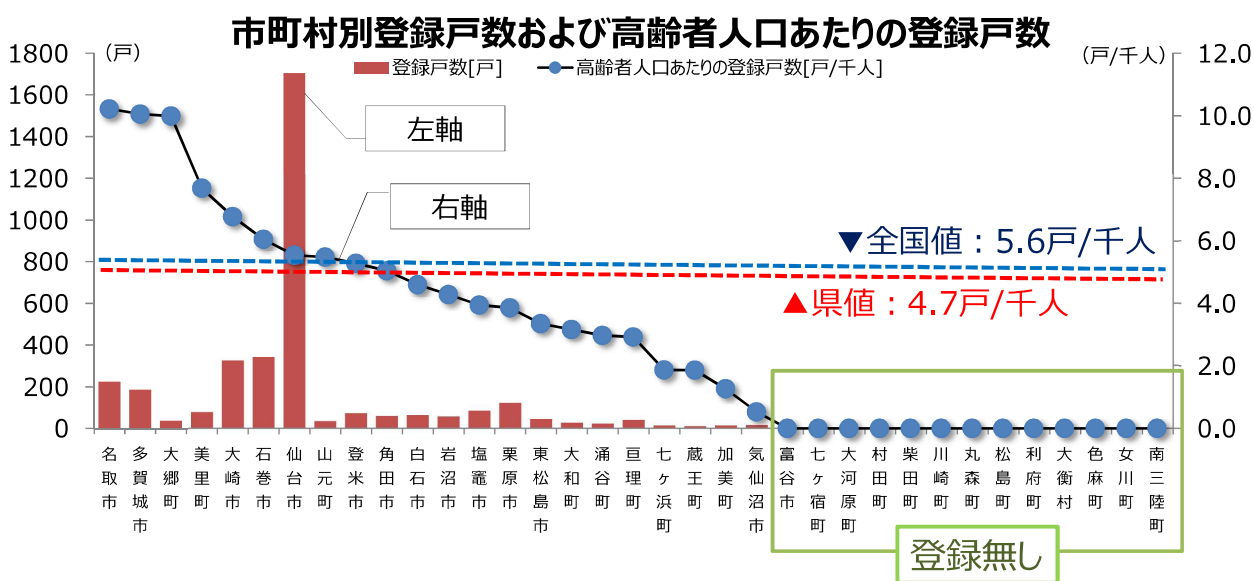 市町村別登録戸数および高齢者人口あたりの登録戸数
（戸）
（戸/千人）
登録戸数[戸]
高齢者人口あたりの登録戸数[戸/千人]
1800
1600
1400
1200
1000
800
600
400
200
0
12.0
10.0
8.0
6.0
4.0
2.0
0.0
左軸
右軸
▼全国値：5.6戸/千人
▲県値：4.7戸/千人
名取市
多賀城市
大郷町
美里町
大崎市
石巻市
仙台市
山元町
登米市
角田市
白石市
岩沼市
塩竈市
栗原市
東松島市
大和町
涌谷町
亘理町
七ヶ浜町
蔵王町
加美町
気仙沼市
富谷市
七ヶ宿町
大河原町
村田町
柴田町
川崎町
丸森町
松島町
利府町
大衡村
色麻町
女川町
南三陸町
登録無し